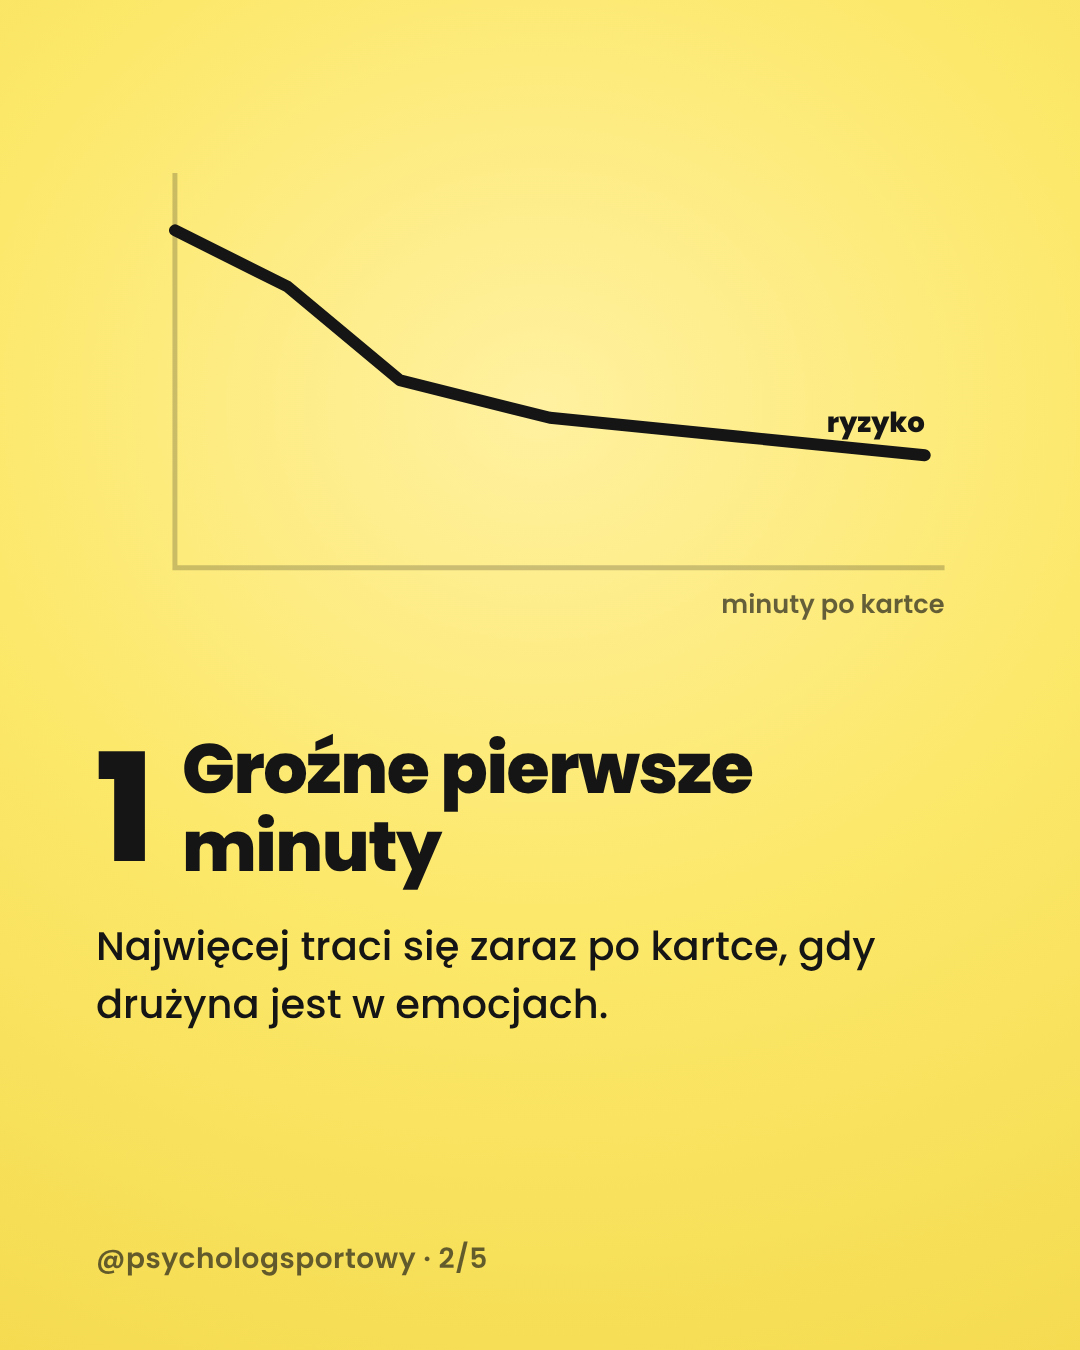 ryzyko
minuty po kartce
1 Groźne pierwsze
minuty
Najwięcej traci się zaraz po kartce, gdy
drużyna jest w emocjach.
@psychologsportowy · 2/5